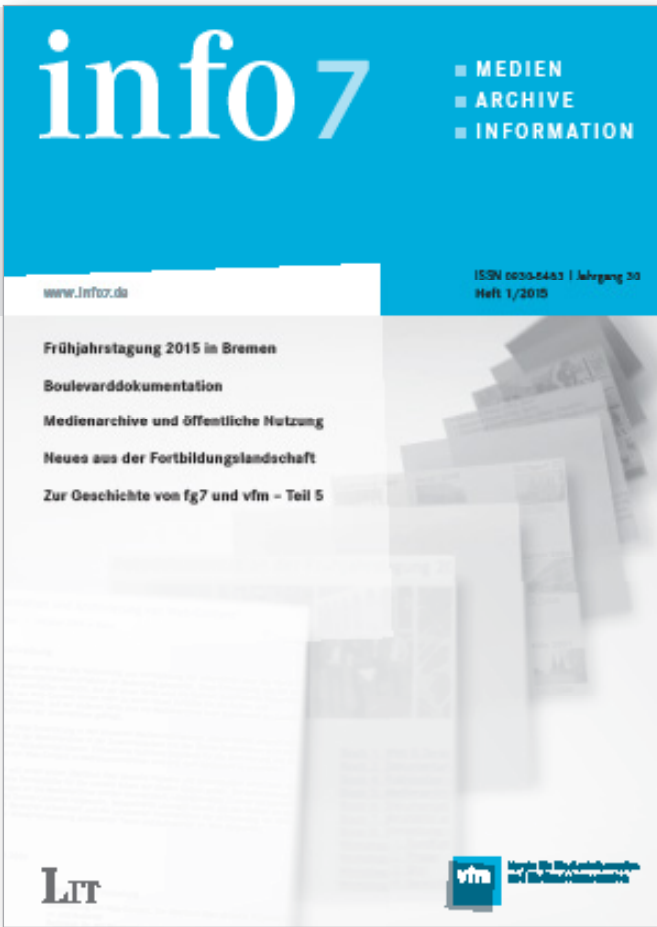 info7
MEDIEN
ARCHIVE
INFORMATION
www.info7.de
ISSN 0930-5483 I Jahrgang 30
Heft 1/2015
Frühjahrstagung 2015 in Bremen
Boulevarddokumentation
Medienarchive und öffentliche Nutzung
Neues aus der Fortbildungslandschaft
Zur Geschichte von fg7 und vfm – Teil 5
LIT
vfm